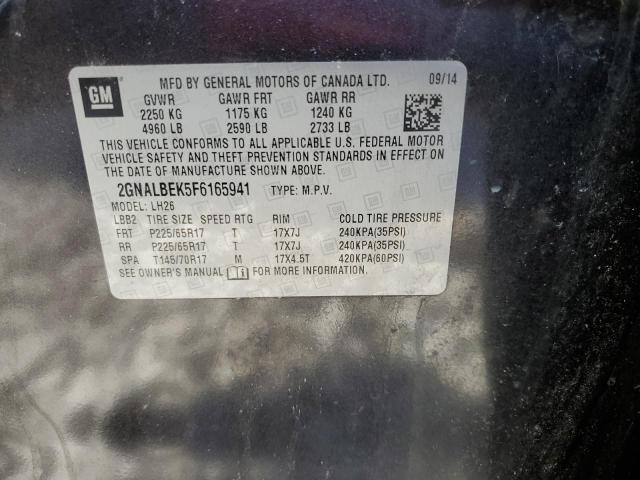 GM
MFD BY GENERAL MOTORS OF CANADA LTD. 09/14
GVWR GAWR FRT GAWR RR
2250 KG 1175 KG 1240 KG
4960 LB 2590 LB 2733 LB
THIS VEHICLE CONFORMS TO ALL APPLICABLE U.S. FEDERAL MOTOR
VEHICLE SAFETY AND THEFT PREVENTION STANDARDS IN EFFECT ON
THE DATE OF MANUFACTURE SHOWN ABOVE.
2GNALBEK5F6165941 TYPE: M.P.V.
MODEL: LH26
LBB2 TIRE SIZE SPEED RTG RIM COLD TIRE PRESSURE
FRT P225/65R17 T 17X7J 240KPA(35PSI)
RR P225/65R17 T 17X7J 240KPA(35PSI)
SPA T145/70R17 M 17X4.5T 420KPA(60PSI)
SEE OWNER'S MANUAL FOR MORE INFORMATION.